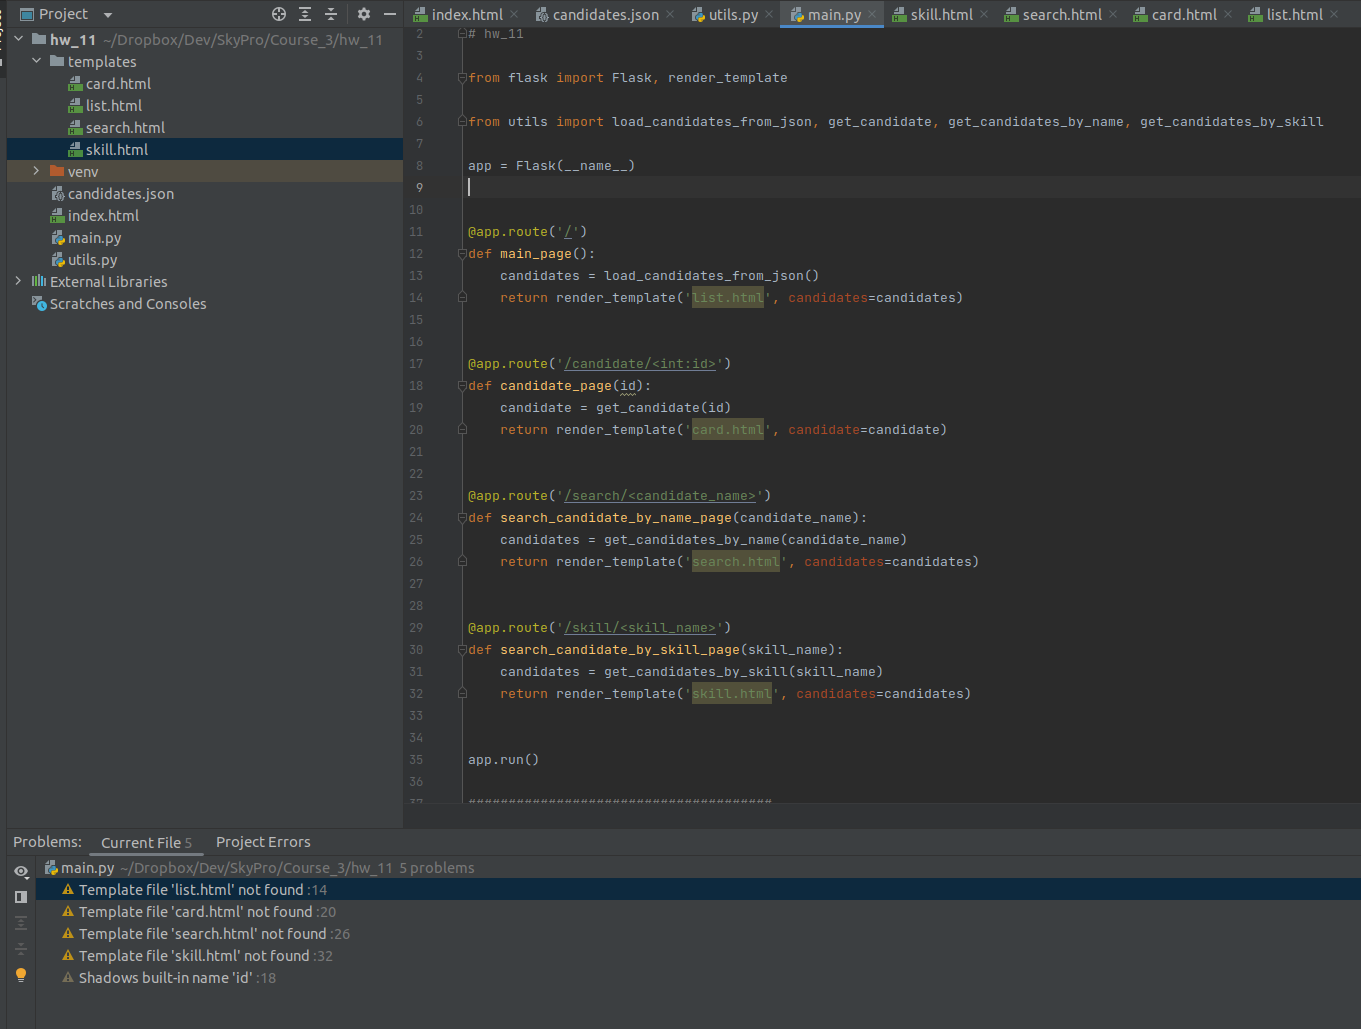 Project
index.html
candidates.json
utils.py
main.py
skill.html
search.html
card.html
list.html
hw_11 ~/Dropbox/Dev/SkyPro/Course_3/hw_11
templates
card.html
list.html
search.html
skill.html
venv
candidates.json
index.html
main.py
utils.py
External Libraries
Scratches and Consoles
2 # hw_11
3
4 from flask import Flask, render_template
5
6 from utils import load_candidates_from_json, get_candidate, get_candidates_by_name, get_candidates_by_skill
7
8 app = Flask(__name__)
9
10
11 @app.route('/')
12 def main_page():
13     candidates = load_candidates_from_json()
14     return render_template('list.html', candidates=candidates)
15
16
17 @app.route('/candidate/<int:id>')
18 def candidate_page(id):
19     candidate = get_candidate(id)
20     return render_template('card.html', candidate=candidate)
21
22
23 @app.route('/search/<candidate_name>')
24 def search_candidate_by_name_page(candidate_name):
25     candidates = get_candidates_by_name(candidate_name)
26     return render_template('search.html', candidates=candidates)
27
28
29 @app.route('/skill/<skill_name>')
30 def search_candidate_by_skill_page(skill_name):
31     candidates = get_candidates_by_skill(skill_name)
32     return render_template('skill.html', candidates=candidates)
33
34
35 app.run()
36
37 ######################################
Problems: Current File 5 Project Errors
main.py ~/Dropbox/Dev/SkyPro/Course_3/hw_11 5 problems
Template file 'list.html' not found :14
Template file 'card.html' not found :20
Template file 'search.html' not found :26
Template file 'skill.html' not found :32
Shadows built-in name 'id' :18